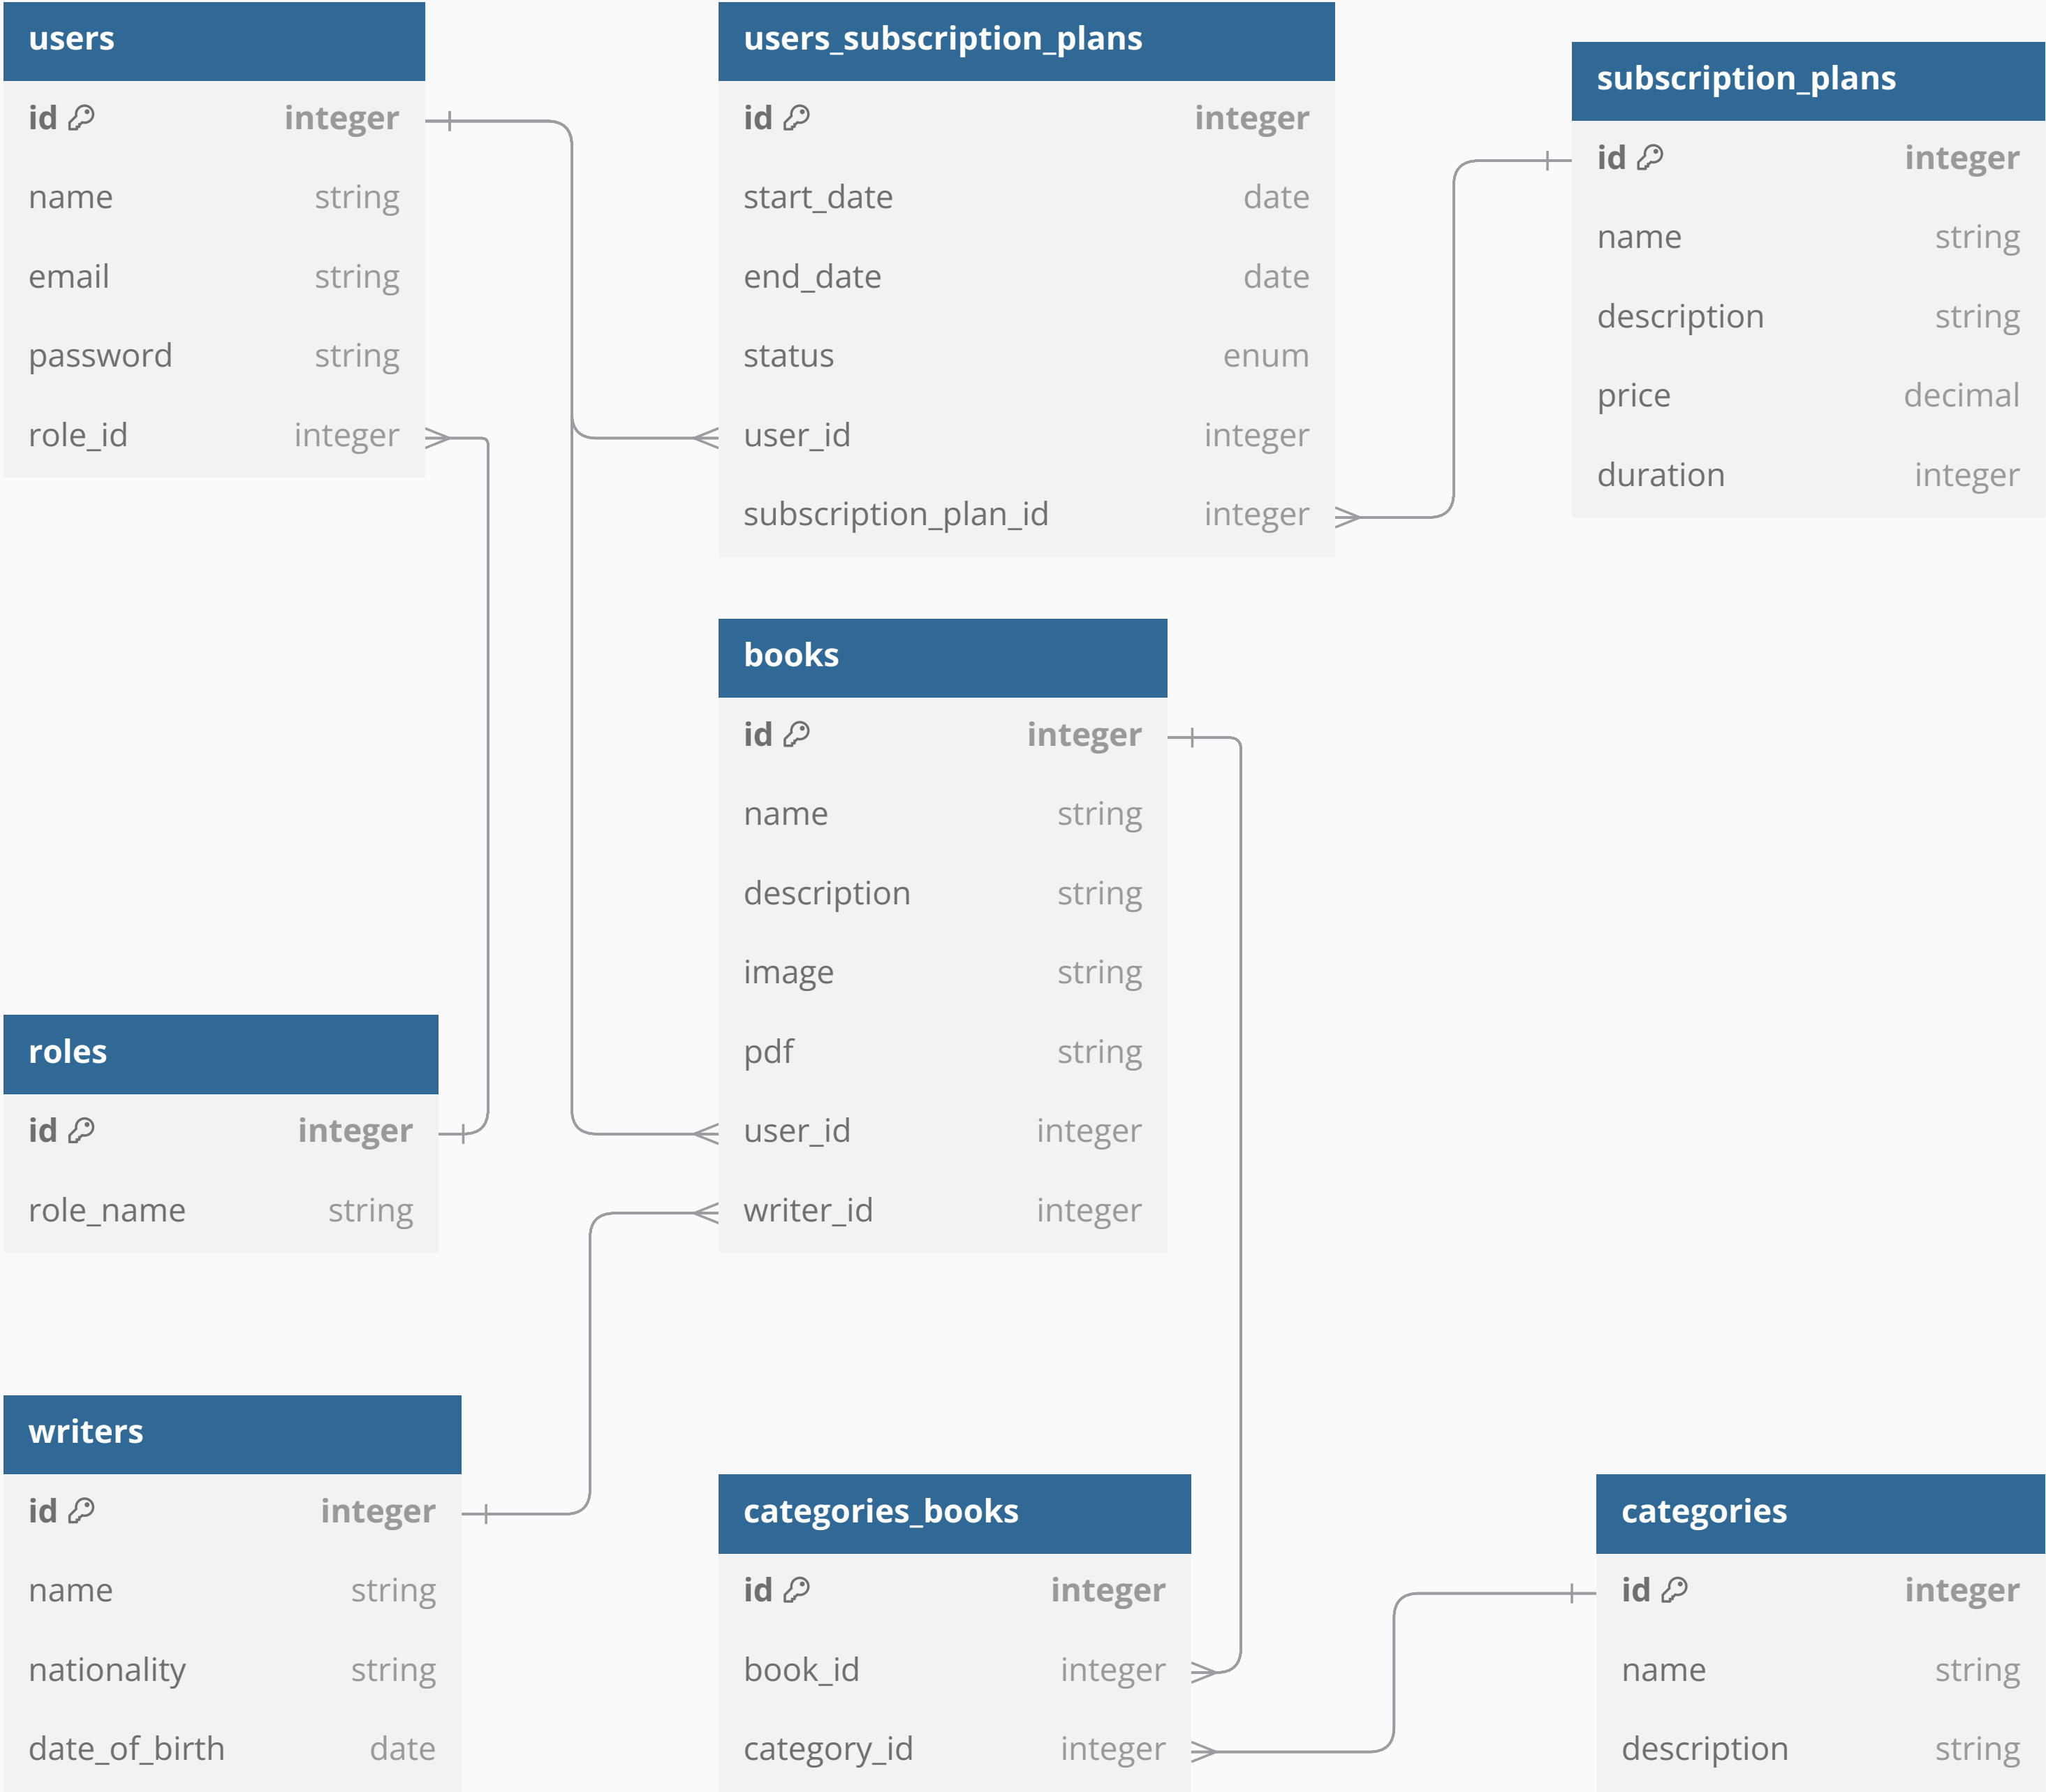 users
id integer
name string
email string
password string
role_id integer
users_subscription_plans
id integer
start_date date
end_date date
status enum
user_id integer
subscription_plan_id integer
subscription_plans
id integer
name string
description string
price decimal
duration integer
books
id integer
name string
description string
image string
pdf string
user_id integer
writer_id integer
roles
id integer
role_name string
writers
id integer
name string
nationality string
date_of_birth date
categories_books
id integer
book_id integer
category_id integer
categories
id integer
name string
description string